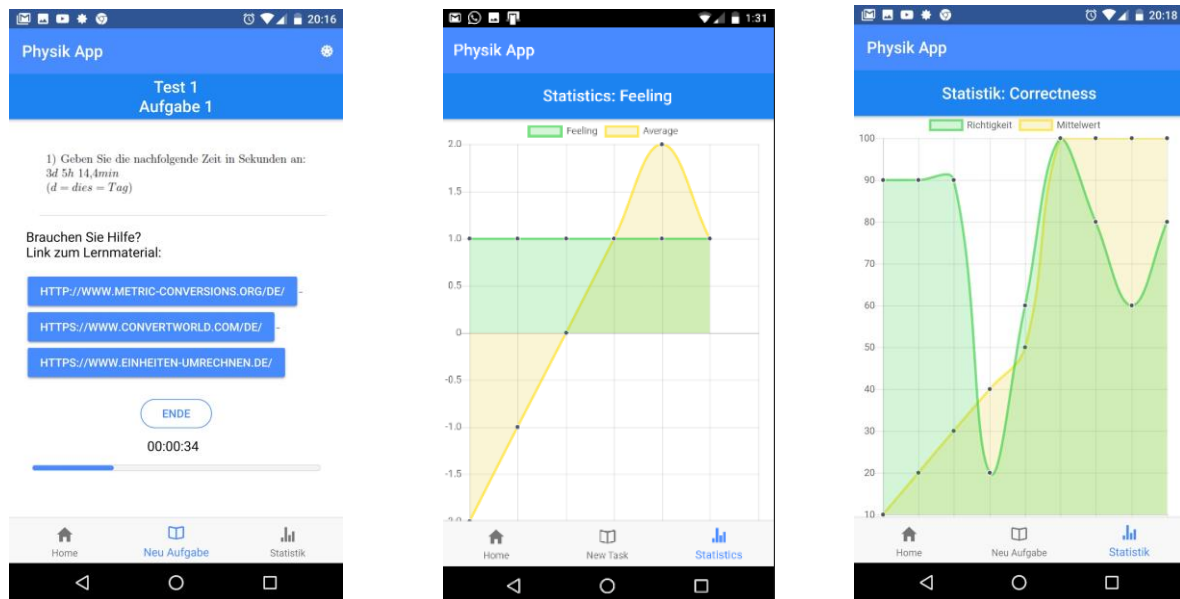 20:16
Physik App
Test 1
Aufgabe 1
1) Geben Sie die nachfolgende Zeit in Sekunden an:
3d 5h 14,4min
(d = dies = Tag)
Brauchen Sie Hilfe?
Link zum Lernmaterial:
HTTP://WWW.METRIC-CONVERSIONS.ORG/DE/ -
HTTPS://WWW.CONVERTWORLD.COM/DE/ -
HTTPS://WWW.EINHEITEN-UMRECHNEN.DE/
ENDE
00:00:34
Home Neu Aufgabe Statistik
1:31
Physik App
Statistics: Feeling
Feeling Average
2.0
1.5
1.0
0.5
0
-0.5
-1.0
-1.5
-2.0
Home New Task Statistics
20:18
Physik App
Statistik: Correctness
Richtigkeit Mittelwert
100
90
80
70
60
50
40
30
20
10
Home Neu Aufgabe Statistik